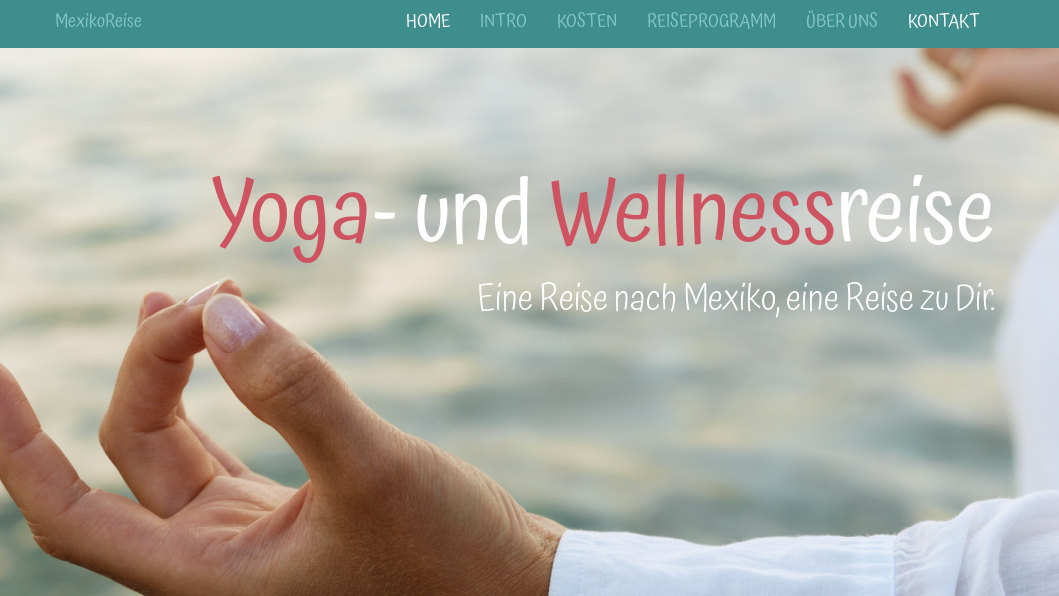 MexikoReise HOME INTRO KOSTEN REISEPROGRAMM ÜBER UNS KONTAKT
Yoga- und Wellnessreise
Eine Reise nach Mexiko, eine Reise zu Dir.